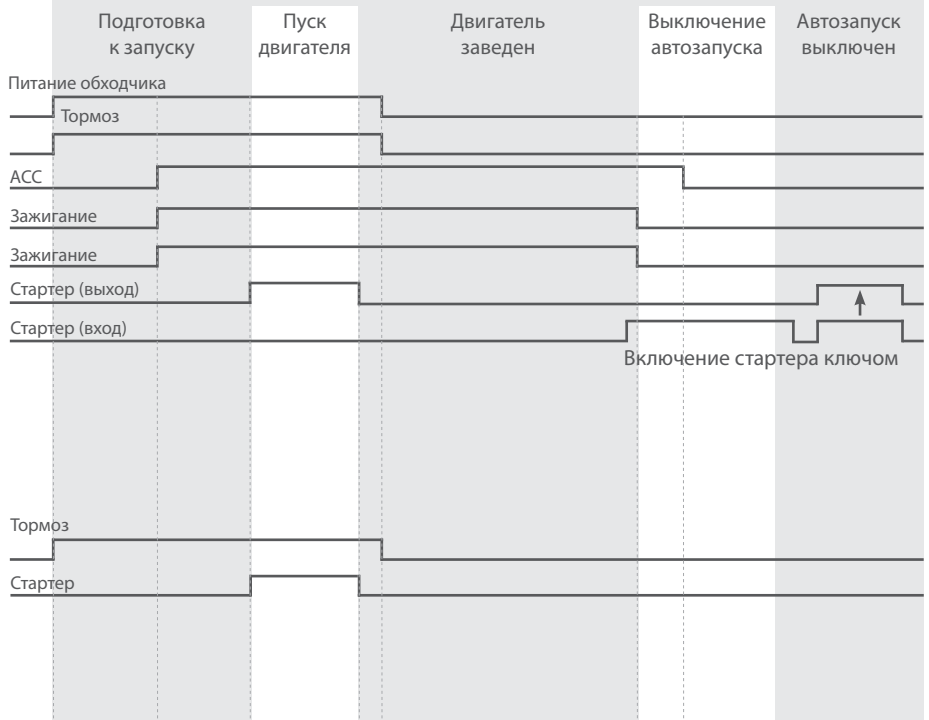 Подготовка
к запуску
Пуск
двигателя
Двигатель
заведен
Выключение
автозапуска
Автозапуск
выключен
Питание обходчика
Тормоз
ACC
Зажигание
Зажигание
Стартер (выход)
Стартер (вход)
Включение стартера ключом
Тормоз
Стартер